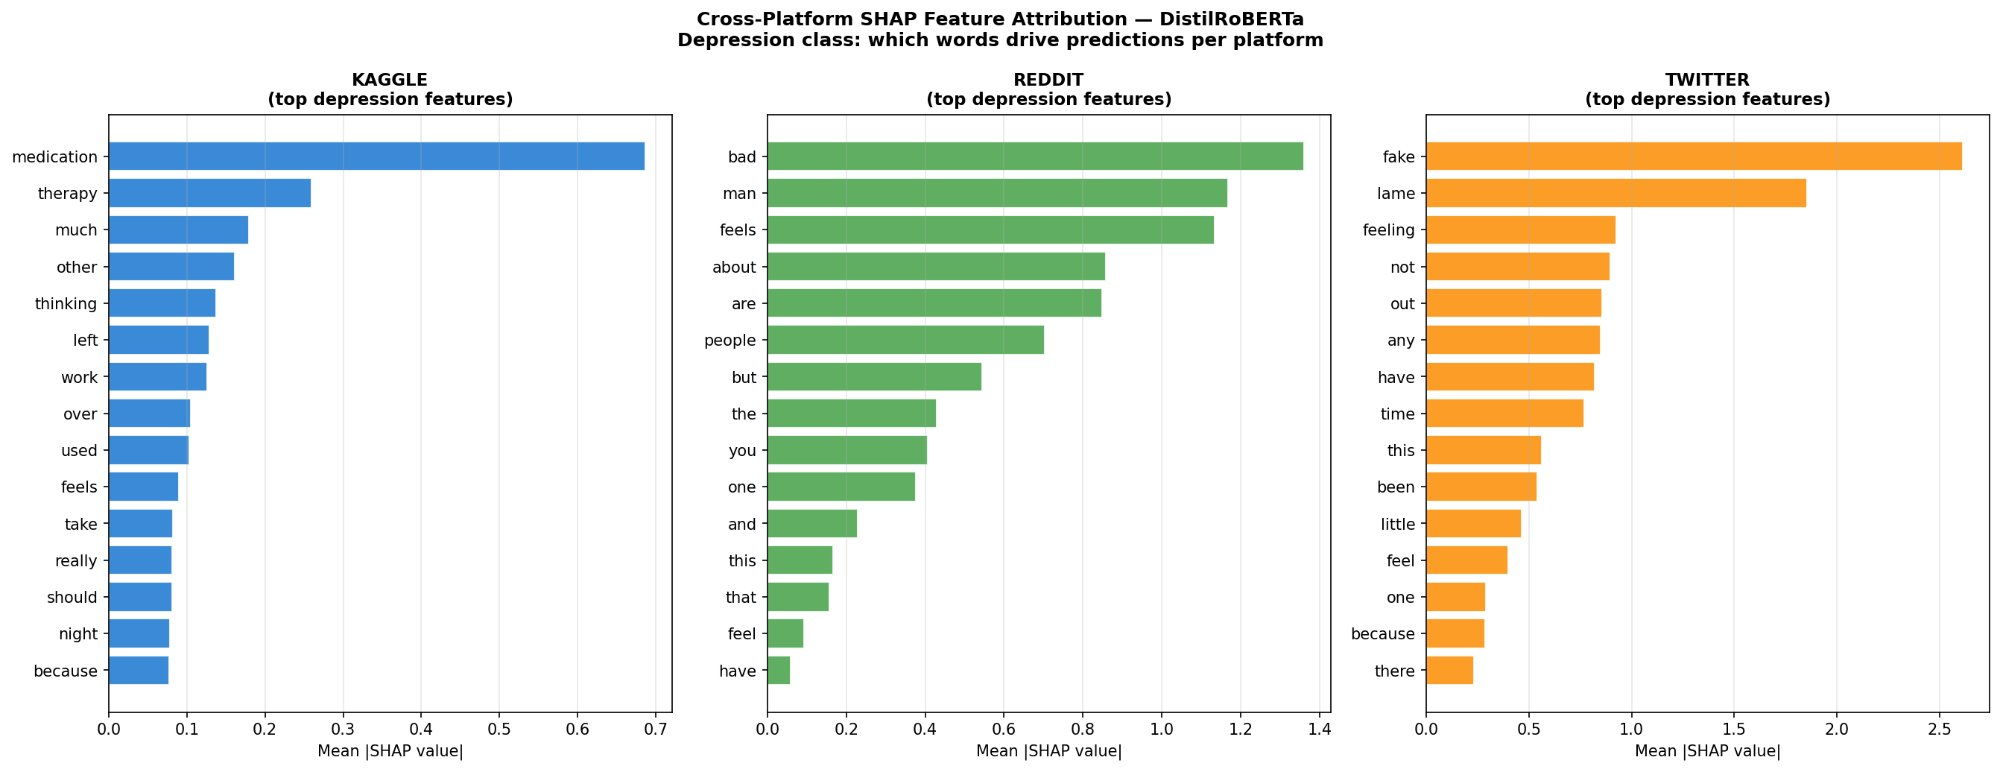 Cross-Platform SHAP Feature Attribution — DistilRoBERTa
Depression class: which words drive predictions per platform
KAGGLE
(top depression features)
medication
therapy
much
other
thinking
left
work
over
used
feels
take
really
should
night
because
0.0 0.1 0.2 0.3 0.4 0.5 0.6 0.7
Mean |SHAP value|
REDDIT
(top depression features)
bad
man
feels
about
are
people
but
the
you
one
and
this
that
feel
have
0.0 0.2 0.4 0.6 0.8 1.0 1.2 1.4
Mean |SHAP value|
TWITTER
(top depression features)
fake
lame
feeling
not
out
any
have
time
this
been
little
feel
one
because
there
0.0 0.5 1.0 1.5 2.0 2.5
Mean |SHAP value|